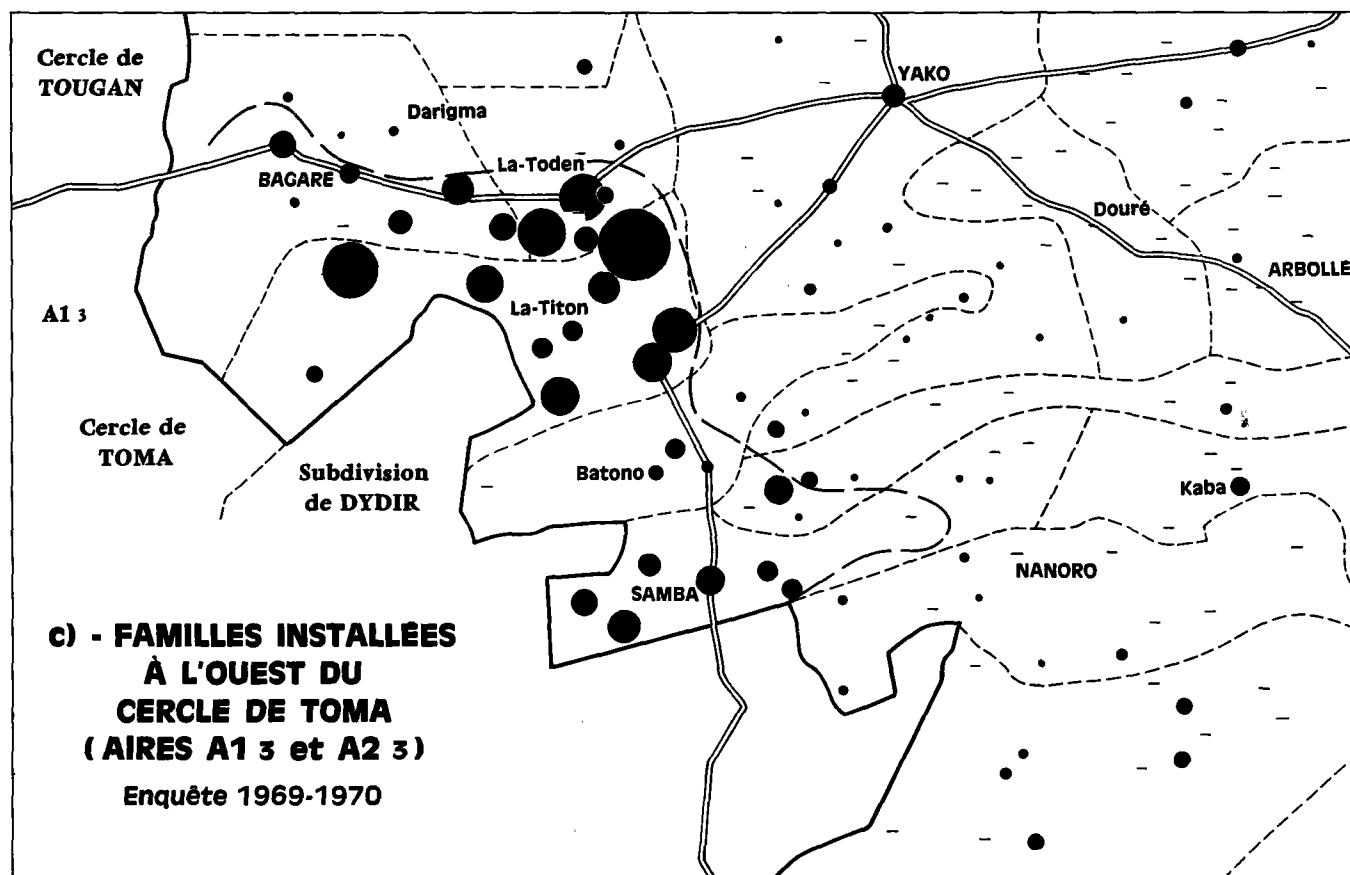 Cercle de
TOUGAN
YAKO
Darigma
La-Toden
BAGARÉ
Douré
ARBOLLÉ
La-Titon
A1 3
Cercle de
TOMA
Subdivision
de DYDIR
Batono
Kaba
NANORO
SAMBA
c) - FAMILLES INSTALLÉES
À L'OUEST DU
CERCLE DE TOMA
( AIRES A1 3 et A2 3 )
Enquête 1969-1970